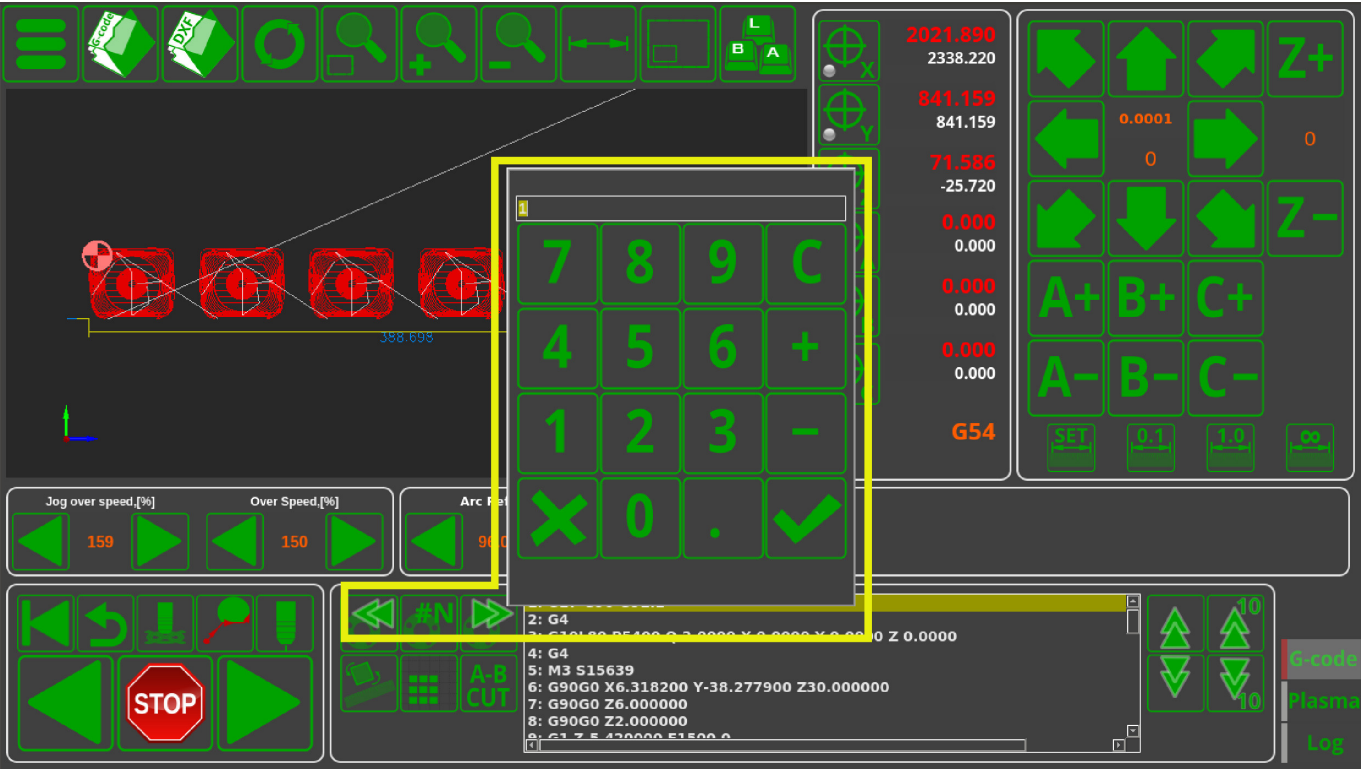 G-code
DXF
L
B A
X
2021.890
2338.220
Y
841.159
841.159
71.586
-25.720
0.000
0.000
0.000
0.000
0.000
0.000
G54
Z+
0.0001
0
0
Z-
A+ B+ C+
A- B- C-
SET 0.1 1.0 ∞
388.698
1
7 8 9 C
4 5 6 +
1 2 3 -
0 .
Jog over speed,[%] Over Speed,[%] Arc Ref
159 150 96.0
#N
A-B
CUT
STOP
2: G4
4: G4
5: M3 S15639
6: G90G0 X6.318200 Y-38.277900 Z30.000000
7: G90G0 Z6.000000
8: G90G0 Z2.000000
10
10
G-code
Plasma
Log